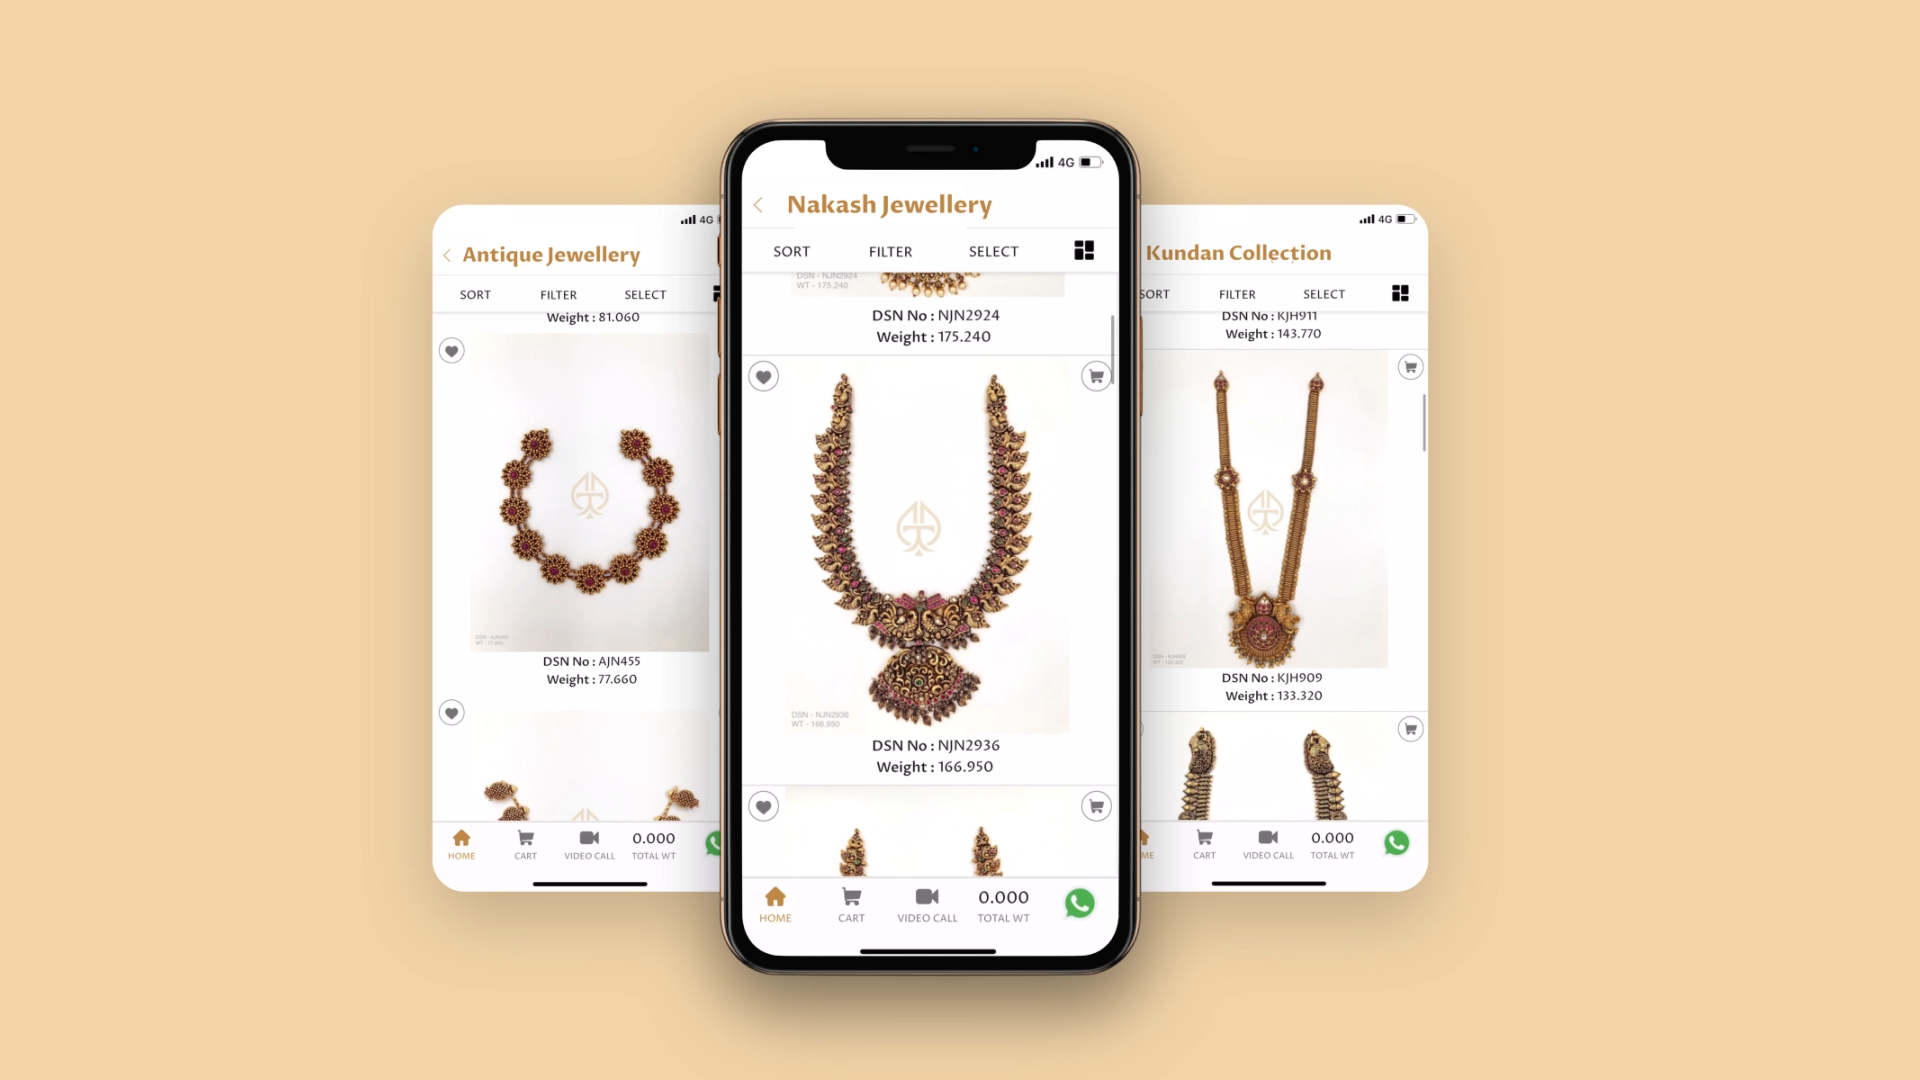 4G
Antique Jewellery
SORT FILTER SELECT
Weight : 81.060
DSN No : AJN455
Weight : 77.660
HOME CART VIDEO CALL 0.000 TOTAL WT
4G
Nakash Jewellery
SORT FILTER SELECT
DSN - NJN2924
WT - 175.240
DSN No : NJN2924
Weight : 175.240
DSN - NJN2936
WT - 166.950
DSN No : NJN2936
Weight : 166.950
HOME CART VIDEO CALL 0.000 TOTAL WT
4G
Kundan Collection
SORT FILTER SELECT
DSN No : KJH911
Weight : 143.770
DSN No : KJH909
Weight : 133.320
ME CART VIDEO CALL 0.000 TOTAL WT